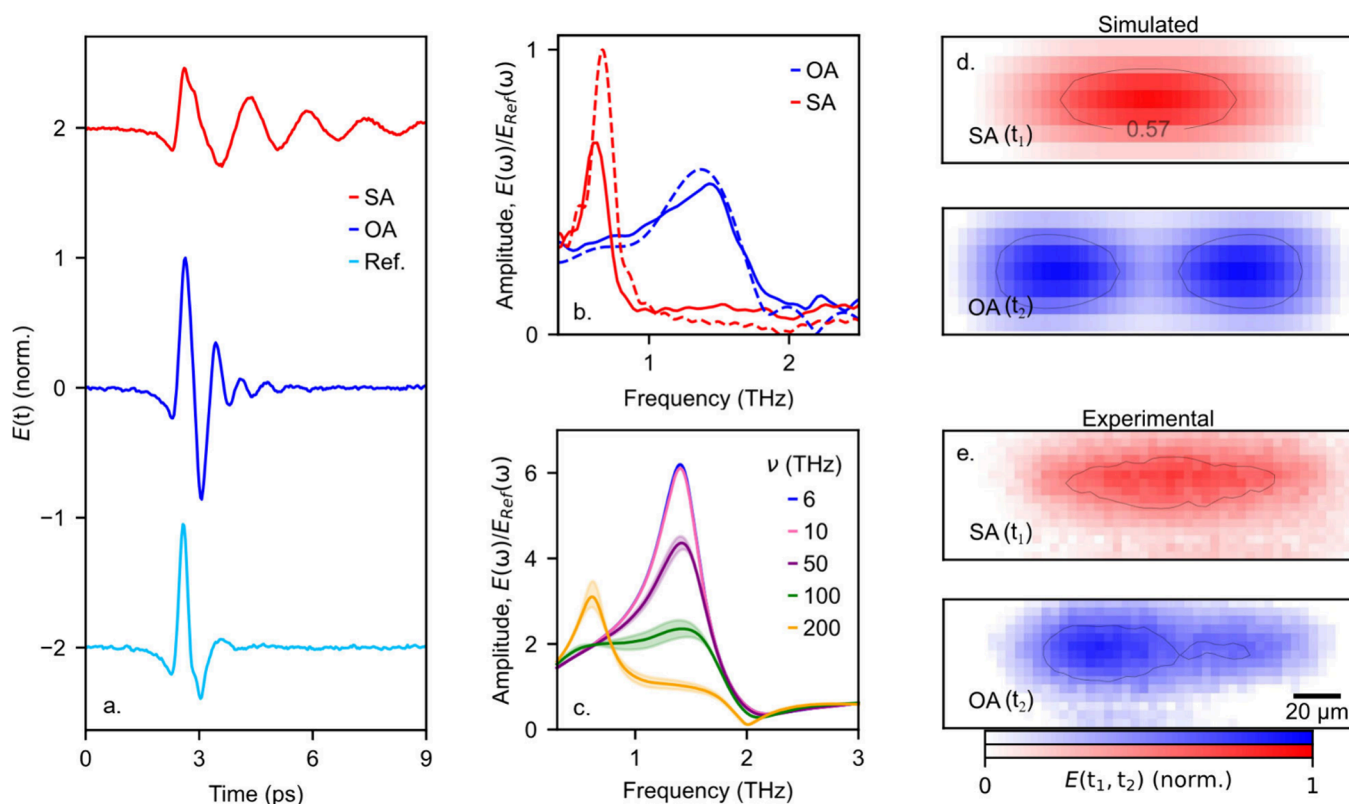 E(t) (norm.)
2
1
0
−1
−2
SA
OA
Ref.
a.
0
3
6
9
Time (ps)
Amplitude, E(ω)/E_Ref(ω)
1
0
OA
SA
b.
1
2
Frequency (THz)
Amplitude, E(ω)/E_Ref(ω)
6
4
2
0
ν (THz)
6
10
50
100
200
c.
1
2
3
Frequency (THz)
Simulated
d.
0.57
SA (t₁)
OA (t₂)
Experimental
e.
SA (t₁)
OA (t₂)
20 μm
0
E(t₁, t₂) (norm.)
1